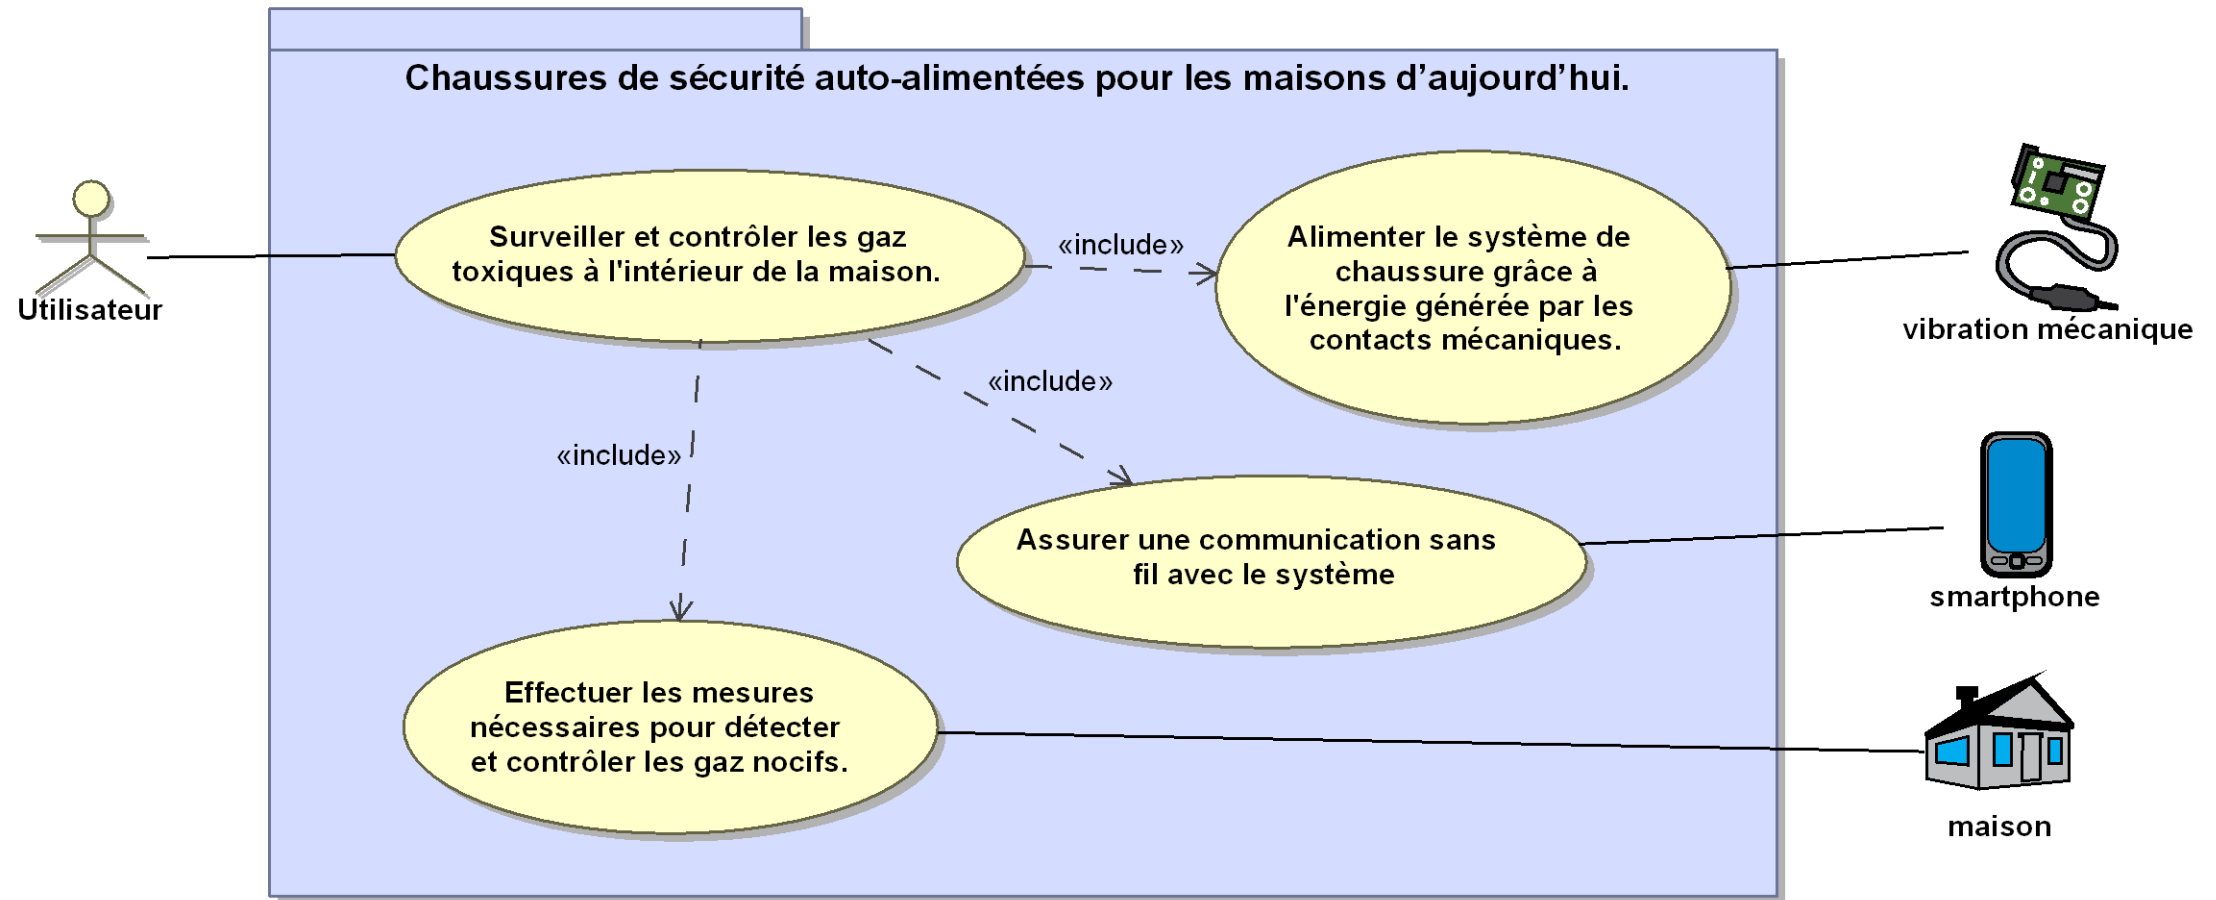 Chaussures de sécurité auto-alimentées pour les maisons d’aujourd’hui.
Utilisateur
Surveiller et contrôler les gaz
toxiques à l'intérieur de la maison.
«include»
Alimenter le système de
chaussure grâce à
l'énergie générée par les
contacts mécaniques.
vibration mécanique
«include»
«include»
Assurer une communication sans
fil avec le système
smartphone
Effectuer les mesures
nécessaires pour détecter
et contrôler les gaz nocifs.
maison